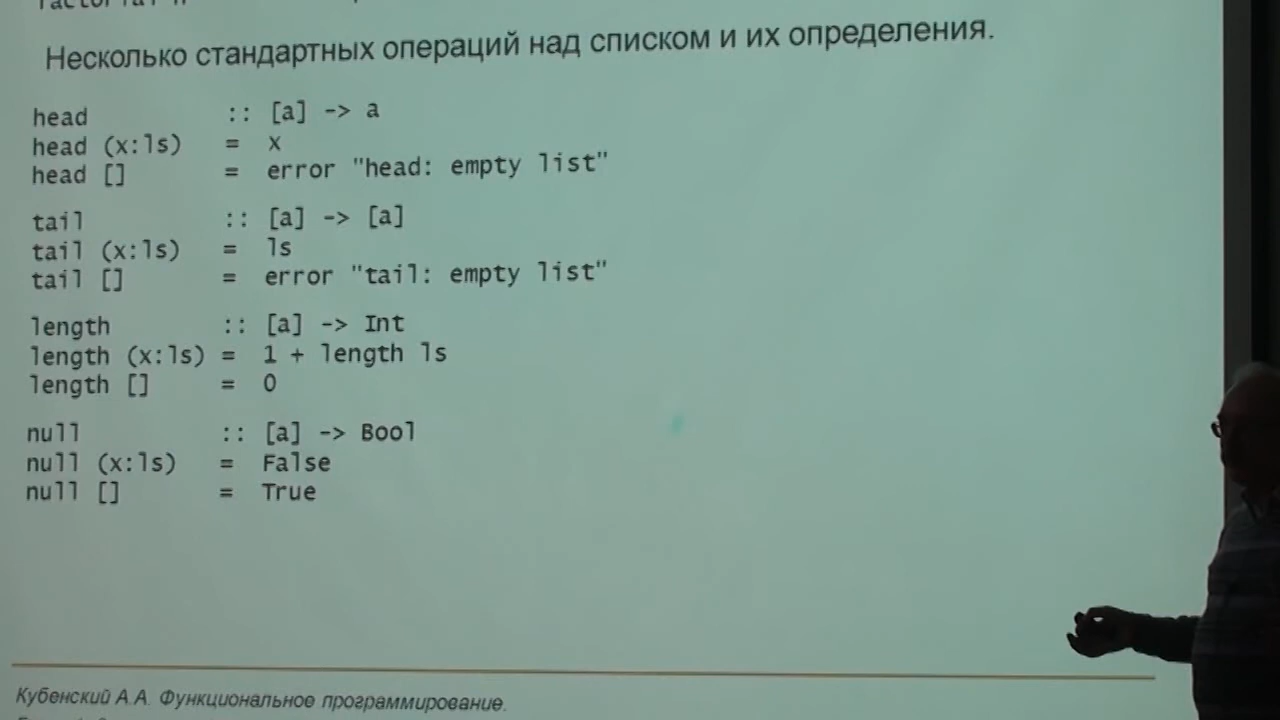 Несколько стандартных операций над списком и их определения.
head :: [a] -> a
head (x:ls) = x
head [] = error "head: empty list"
tail :: [a] -> [a]
tail (x:ls) = ls
tail [] = error "tail: empty list"
length :: [a] -> Int
length (x:ls) = 1 + length ls
length [] = 0
null :: [a] -> Bool
null (x:ls) = False
null [] = True
Кубенский А.А. Функциональное программирование.